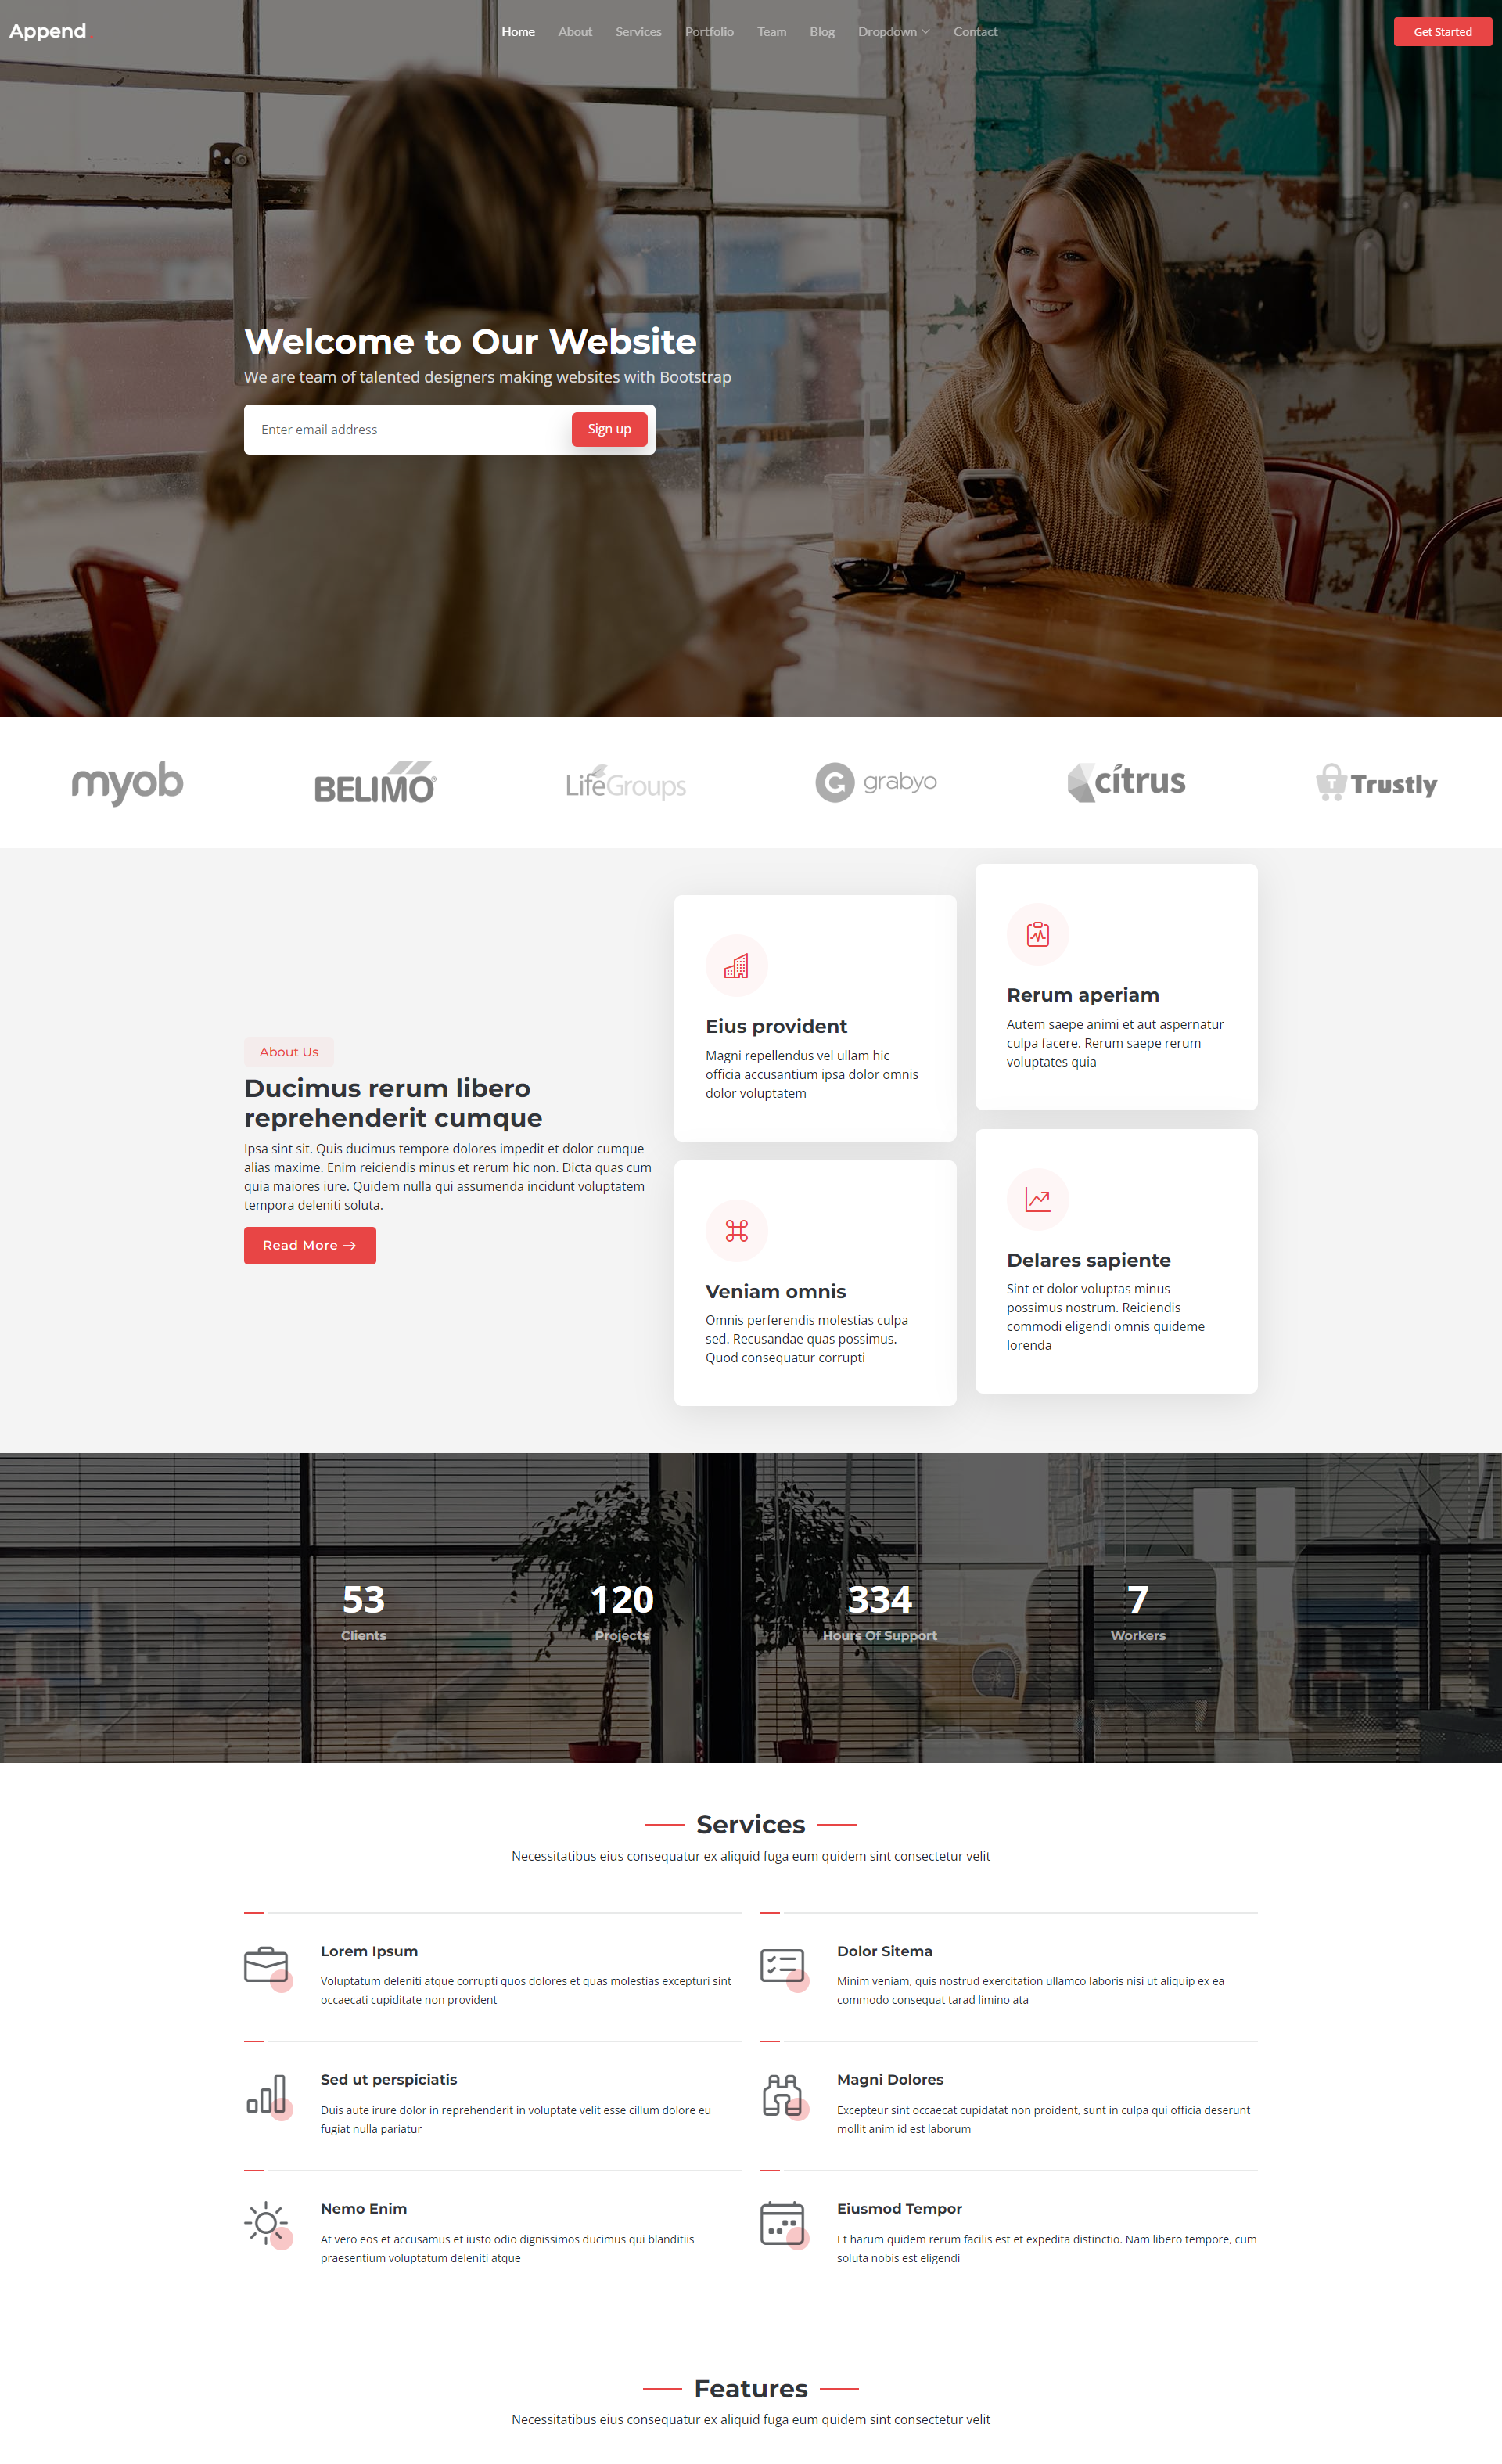 Append.
Home About Services Portfolio Team Blog Dropdown Contact
Get Started
Welcome to Our Website
We are team of talented designers making websites with Bootstrap
Enter email address
Sign up
myob
BELIMO®
LifeGroups
G grabyo
citrus
T Trustly
About Us
Ducimus rerum libero
reprehenderit cumque
Ipsa sint sit. Quis ducimus tempore dolores impedit et dolor cumque
alias maxime. Enim reiciendis minus et rerum hic non. Dicta quas cum
quia maiores iure. Quidem nulla qui assumenda incidunt voluptatem
tempora deleniti soluta.
Read More →
Eius provident
Magni repellendus vel ullam hic
officia accusantium ipsa dolor omnis
dolor voluptatem
Rerum aperiam
Autem saepe animi et aut aspernatur
culpa facere. Rerum saepe rerum
voluptates quia
Veniam omnis
Omnis perferendis molestias culpa
sed. Recusandae quas possimus.
Quod consequatur corrupti
Delares sapiente
Sint et dolor voluptas minus
possimus nostrum. Reiciendis
commodi eligendi omnis quideme
lorenda
53
Clients
120
Projects
334
Hours Of Support
7
Workers
Services
Necessitatibus eius consequatur ex aliquid fuga eum quidem sint consectetur velit
Lorem Ipsum
Voluptatum deleniti atque corrupti quos dolores et quas molestias excepturi sint
occaecati cupiditate non provident
Dolor Sitema
Minim veniam, quis nostrud exercitation ullamco laboris nisi ut aliquip ex ea
commodo consequat tarad limino ata
Sed ut perspiciatis
Duis aute irure dolor in reprehenderit in voluptate velit esse cillum dolore eu
fugiat nulla pariatur
Magni Dolores
Excepteur sint occaecat cupidatat non proident, sunt in culpa qui officia deserunt
mollit anim id est laborum
Nemo Enim
At vero eos et accusamus et iusto odio dignissimos ducimus qui blanditiis
praesentium voluptatum deleniti atque
Eiusmod Tempor
Et harum quidem rerum facilis est et expedita distinctio. Nam libero tempore, cum
soluta nobis est eligendi
Features
Necessitatibus eius consequatur ex aliquid fuga eum quidem sint consectetur velit